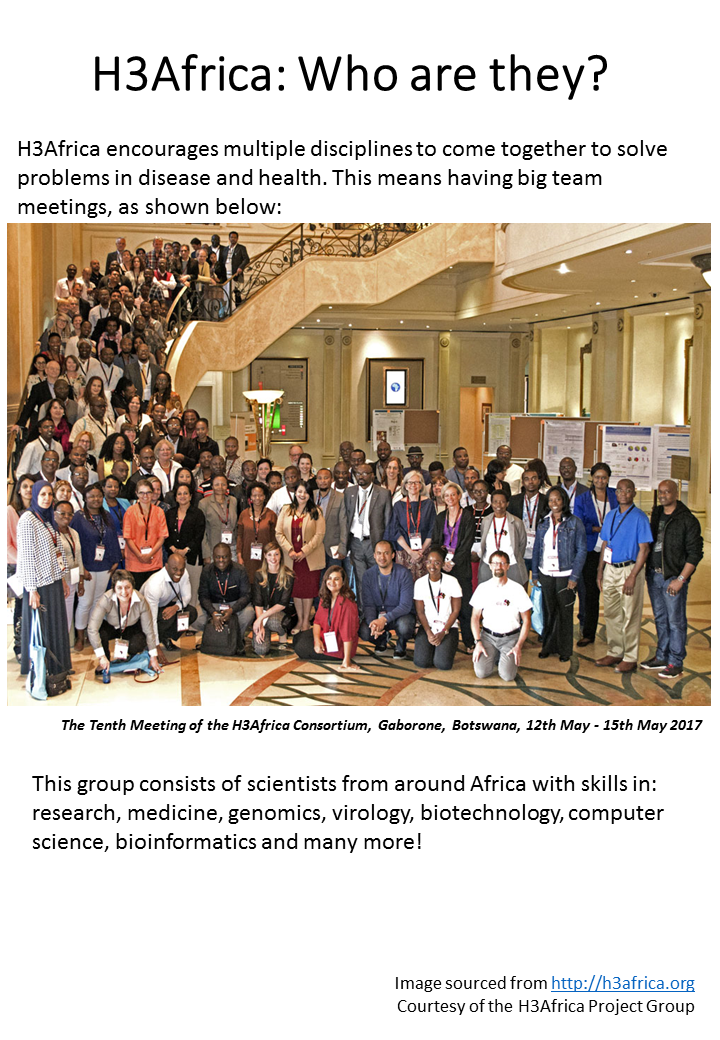 H3Africa: Who are they?
H3Africa encourages multiple disciplines to come together to solve
problems in disease and health. This means having big team
meetings, as shown below:
The Tenth Meeting of the H3Africa Consortium, Gaborone, Botswana, 12th May - 15th May 2017
This group consists of scientists from around Africa with skills in:
research, medicine, genomics, virology, biotechnology, computer
science, bioinformatics and many more!
Image sourced from http://h3africa.org
Courtesy of the H3Africa Project Group